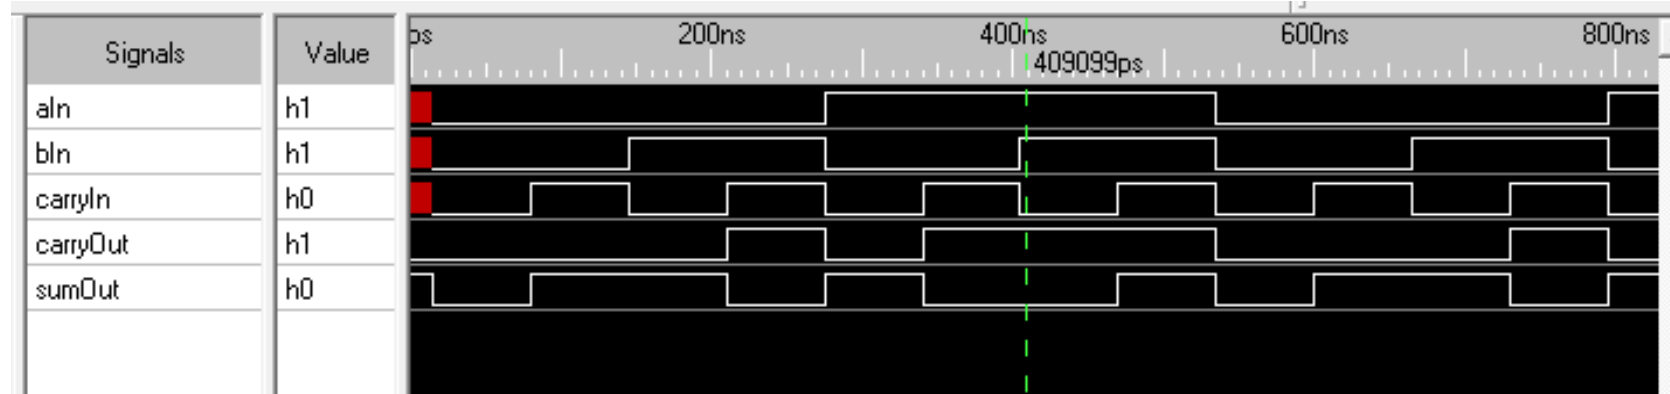 Signals Value ps 200ns 400ns 600ns 800ns
409099ps
aIn h1
bIn h1
carryIn h0
carryOut h1
sumOut h0